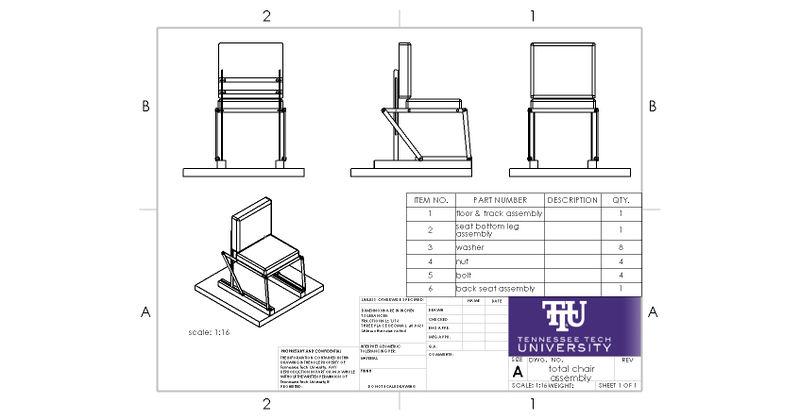 2
1
B
B
ITEM NO. PART NUMBER DESCRIPTION QTY.
1 floor & track assembly 1
2 seat bottom leg assembly 1
3 washer 8
4 nut 4
5 bolt 4
6 back seat assembly 1
A
A
scale: 1:16
UNLESS OTHERWISE SPECIFIED:
NAME DATE
DIMENSIONS ARE IN INCHES
TOLERANCES:
DRAWN
CHECKED
ENG APPR.
MFG APPR.
Q.A.
COMMENTS:
INTERPRET GEOMETRIC
TOLERANCING PER:
MATERIAL
FINISH
DO NOT SCALE DRAWING
PROPRIETARY AND CONFIDENTIAL
THE INFORMATION CONTAINED IN THIS
DRAWING IS THE SOLE PROPERTY OF
Tennessee Tech University. ANY
REPRODUCTION IN PART OR AS A WHOLE
WITHOUT THE WRITTEN PERMISSION OF
Tennessee Tech University IS
PROHIBITED.
TTU
TENNESSEE TECH
UNIVERSITY
SIZE DWG. NO. REV
A total chair
assembly
SCALE: 1:16 WEIGHT: SHEET 1 OF 1
2
1